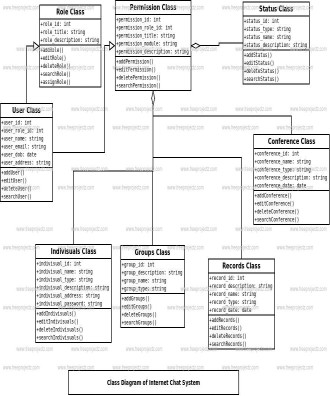 Role Class
+role_id: int
+role_title: string
+role_description: string
+addRole()
+editRole()
+deleteRole()
+searchRole()
+assignRole()
Permission Class
+permission_id: int
+permission_role_id: int
+permission_title: string
+permission_module: string
+permission_description: string
+addPermission()
+editPermission()
+deletePermission()
+searchPermission()
Status Class
+status_id: int
+status_type: string
+status_name: string
+status_description: string
+addStatus()
+editStatus()
+deleteStatus()
+searchStatus()
User Class
+user_id: int
+user_role_id: int
+user_name: string
+user_email: string
+user_dob: date
+user_address: string
+addUser()
+editUser()
+deleteUser()
+searchUser()
Conference Class
+conference_id: int
+conference_name: string
+conference_type: string
+conference_description: string
+conference_date: date
+addConference()
+editConference()
+deleteConference()
+searchConference()
Indivisuals Class
+indivisual_id: int
+indivisual_name: string
+indivisual_type: string
+indivisual_description: string
+indivisual_address: string
+indivisual_password: string
+addIndivisuals()
+editIndivisuals()
+deleteIndivisuals()
+searchIndivisuals()
Groups Class
+group_id: int
+group_description: string
+group_name: string
+group_type: string
+addGroups()
+editGroups()
+deleteGroups()
+searchGroups()
Records Class
+record_id: int
+record_description: string
+record_name: string
+record_type: string
+record_date: date
+addRecords()
+editRecords()
+deleteRecords()
+searchRecords()
Class Diagram of Internet Chat System